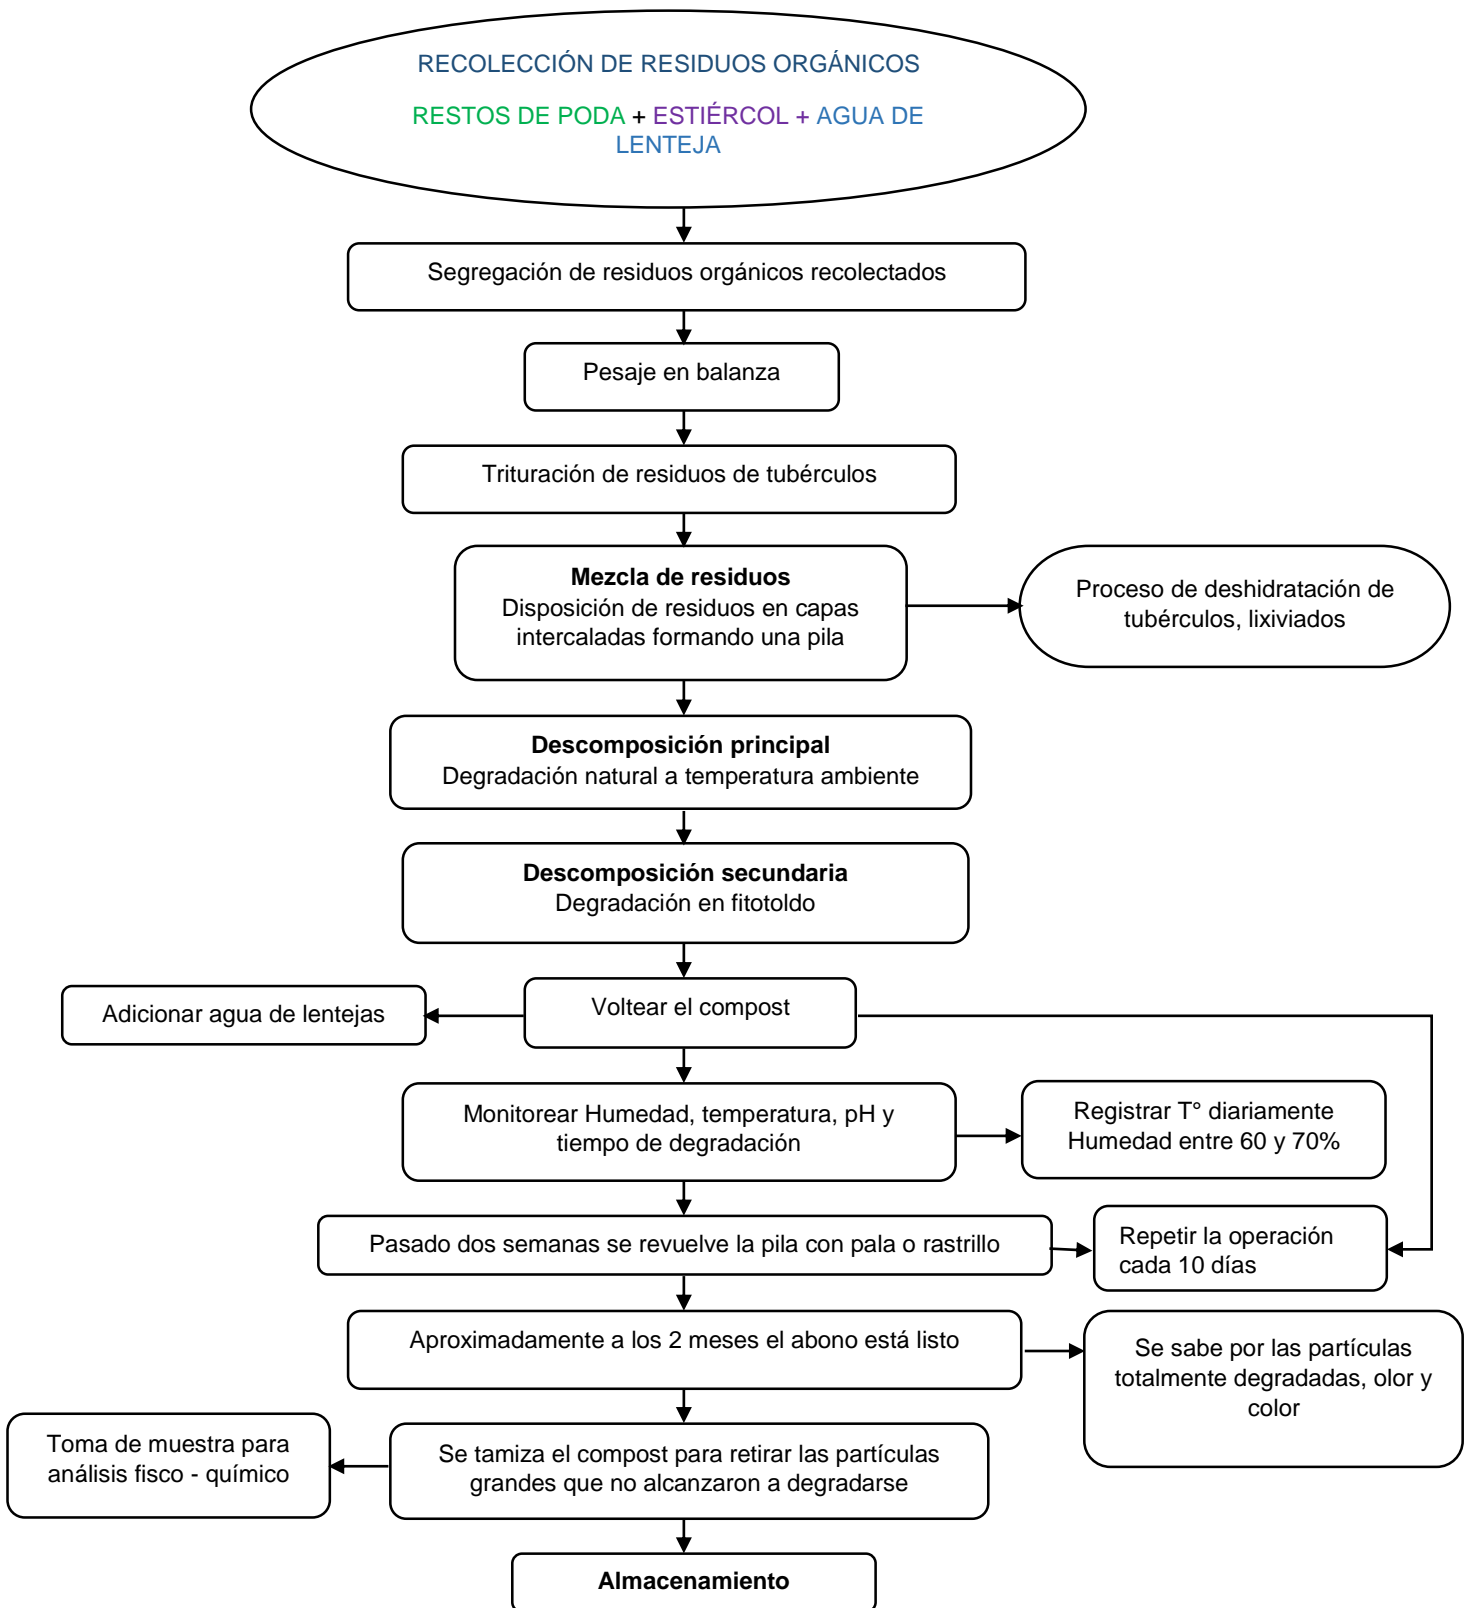 RECOLECCIÓN DE RESIDUOS ORGÁNICOS
RESTOS DE PODA + ESTIÉRCOL + AGUA DE
LENTEJA
Segregación de residuos orgánicos recolectados
Pesaje en balanza
Trituración de residuos de tubérculos
Mezcla de residuos
Disposición de residuos en capas
intercaladas formando una pila
Proceso de deshidratación de
tubérculos, lixiviados
Descomposición principal
Degradación natural a temperatura ambiente
Descomposición secundaria
Degradación en fitotoldo
Voltear el compost
Adicionar agua de lentejas
Monitorear Humedad, temperatura, pH y
tiempo de degradación
Registrar T° diariamente
Humedad entre 60 y 70%
Pasado dos semanas se revuelve la pila con pala o rastrillo
Repetir la operación
cada 10 días
Aproximadamente a los 2 meses el abono está listo
Se sabe por las partículas
totalmente degradadas, olor y
color
Toma de muestra para
análisis fisco - químico
Se tamiza el compost para retirar las partículas
grandes que no alcanzaron a degradarse
Almacenamiento